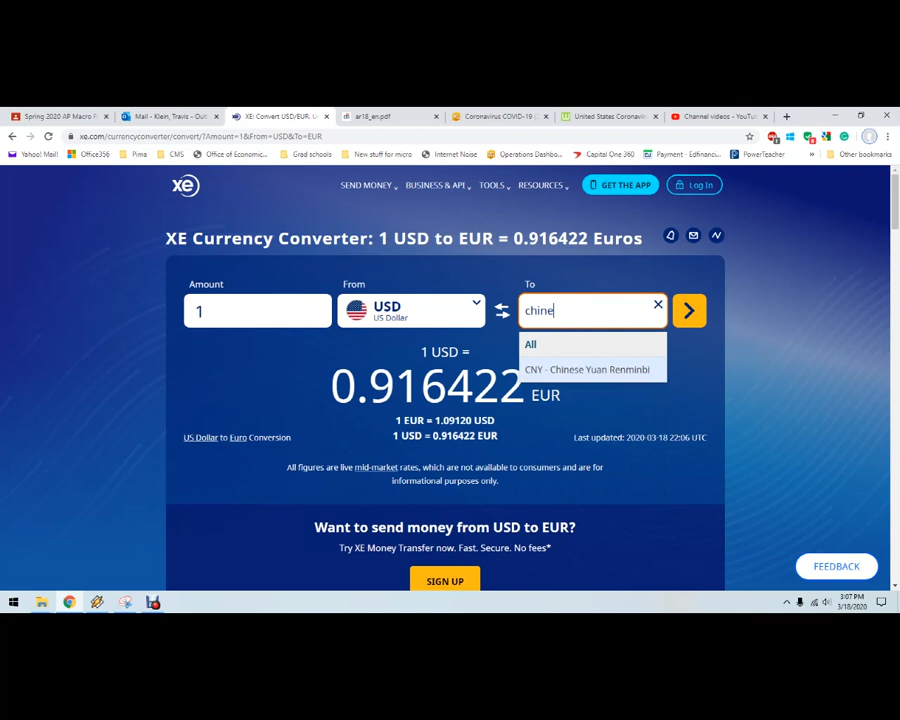 Spring 2020 AP Macro F
Mail - Klein, Travis - Outl
XE: Convert USD/EUR. U
ar18_en.pdf
Coronavirus COVID-19 (
United States Coronavir
Channel videos - YouTu
xe.com/currencyconverter/convert/?Amount=1&From=USD&To=EUR
Yahoo! Mail
Office365
Pima
CMS
Office of Economic...
Grad schools
New stuff for micro
Internet Noise
Operations Dashbo...
Capital One 360
Payment - Edfinanci...
PowerTeacher
Other bookmarks
xe
SEND MONEY
BUSINESS & API
TOOLS
RESOURCES
GET THE APP
Log In
XE Currency Converter: 1 USD to EUR = 0.916422 Euros
Amount
From
To
1
USD
US Dollar
chine
All
CNY - Chinese Yuan Renminbi
1 USD =
0.916422 EUR
1 EUR = 1.09120 USD
1 USD = 0.916422 EUR
US Dollar to Euro Conversion
Last updated: 2020-03-18 22:06 UTC
All figures are live mid-market rates, which are not available to consumers and are for
informational purposes only.
Want to send money from USD to EUR?
Try XE Money Transfer now. Fast. Secure. No fees*
SIGN UP
FEEDBACK
3:07 PM
3/18/2020